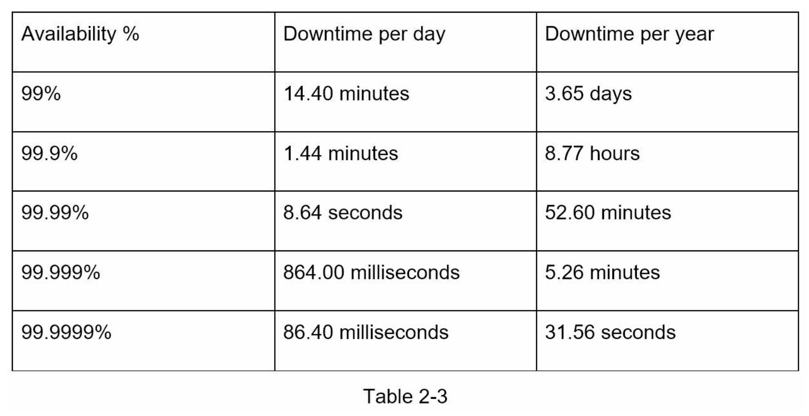 Availability % Downtime per day Downtime per year
99% 14.40 minutes 3.65 days
99.9% 1.44 minutes 8.77 hours
99.99% 8.64 seconds 52.60 minutes
99.999% 864.00 milliseconds 5.26 minutes
99.9999% 86.40 milliseconds 31.56 seconds
Table 2-3